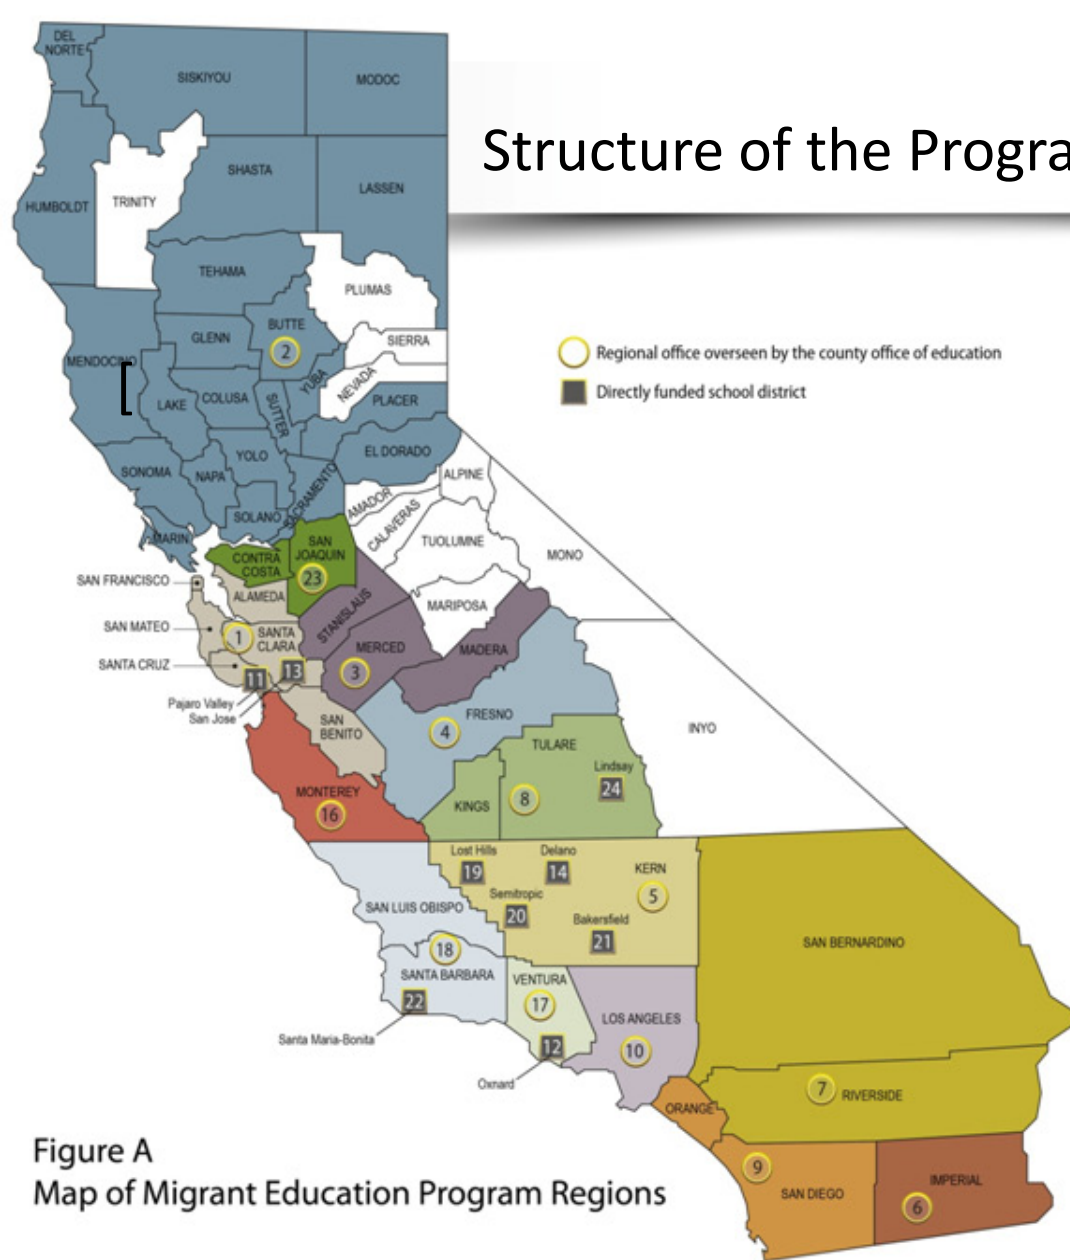 DEL
NORTE
SISKIYOU
MODOC
Structure of the Progra
SHASTA
LASSEN
HUMBOLDT
TRINITY
TEHAMA
PLUMAS
BUTTE
2
GLENN
SIERRA
Regional office overseen by the county office of education
MENDOCINO
[
YUBA
NEVADA
Directly funded school district
LAKE
COLUSA
SUTTER
PLACER
EL DORADO
YOLO
SONOMA
NAPA
ALPINE
SACRAMENTO
AMADOR
SOLANO
CALAVERAS
MARIN
SAN
JOAQUIN
23
TUOLUMNE
MONO
CONTRA
COSTA
SAN FRANCISCO
ALAMEDA
STANISLAUS
MARIPOSA
SAN MATEO
1
SANTA
CLARA
MERCED
3
MADERA
SANTA CRUZ
11
13
Pajaro Valley
San Jose
SAN
BENITO
FRESNO
4
INYO
TULARE
Lindsay
24
MONTEREY
16
KINGS
8
Lost Hills
19
Delano
14
KERN
5
Semitropic
20
SAN LUIS OBISPO
Bakersfield
21
SAN BERNARDINO
18
SANTA BARBARA
22
VENTURA
17
LOS ANGELES
10
Santa Maria-Bonita
12
Oxnard
7
RIVERSIDE
ORANGE
9
SAN DIEGO
IMPERIAL
6
Figure A
Map of Migrant Education Program Regions